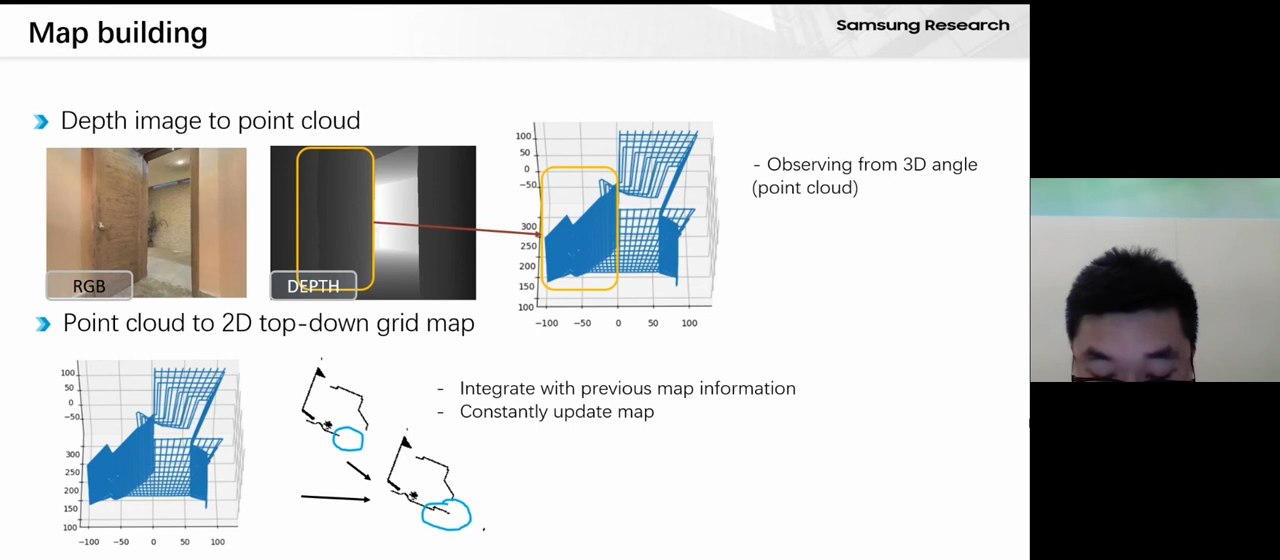 Map building
Samsung Research
Depth image to point cloud
RGB
DEPTH
100
50
0
−50
300
250
200
150
100
−100 −50 0 50 100
- Observing from 3D angle
(point cloud)
Point cloud to 2D top-down grid map
100
50
0
−50
300
250
200
150
100
−100 −50 0 50 100
- Integrate with previous map information
- Constantly update map